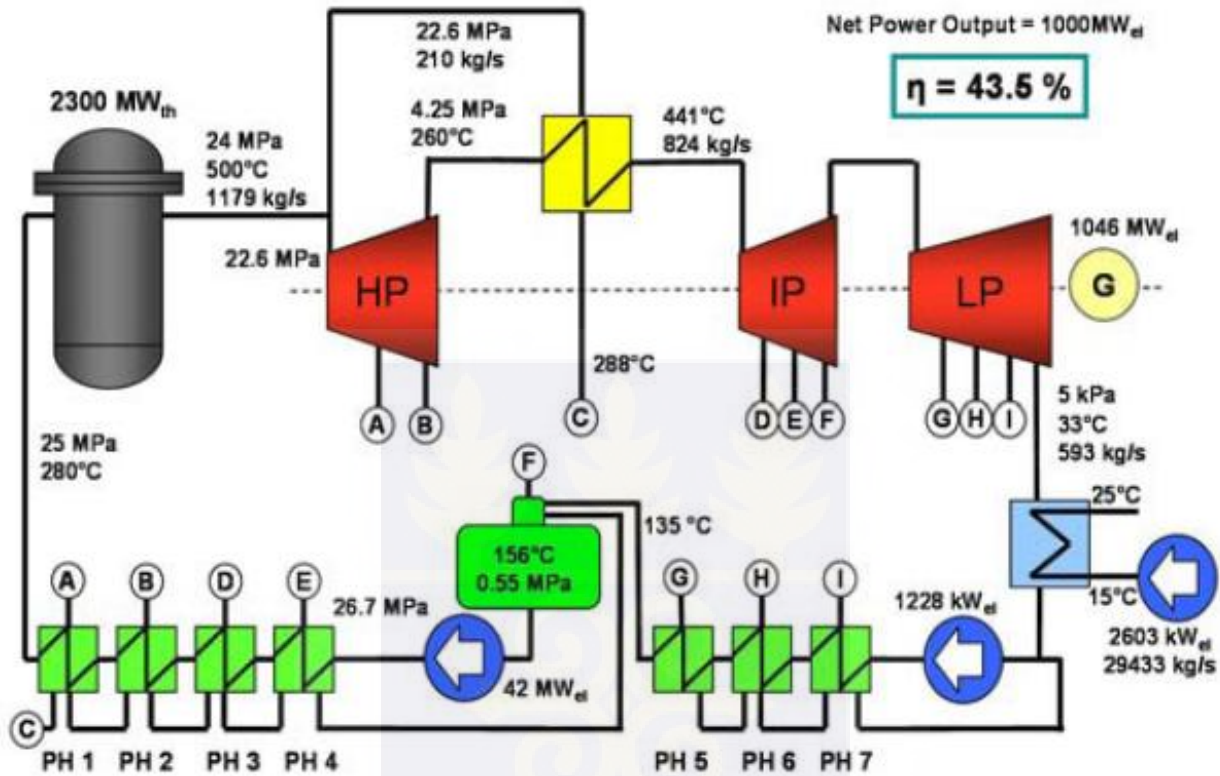 Net Power Output = 1000MWel
η = 43.5 %
22.6 MPa
210 kg/s
2300 MWth
4.25 MPa
260°C
441°C
824 kg/s
24 MPa
500°C
1179 kg/s
22.6 MPa
HP
IP
LP
1046 MWel
G
288°C
A
B
C
D
E
F
G
H
I
5 kPa
33°C
593 kg/s
25 MPa
280°C
F
135 °C
25°C
156°C
0.55 MPa
A
B
D
E
26.7 MPa
G
H
I
1228 kWel
15°C
2603 kWel
29433 kg/s
42 MWel
C
PH 1
PH 2
PH 3
PH 4
PH 5
PH 6
PH 7